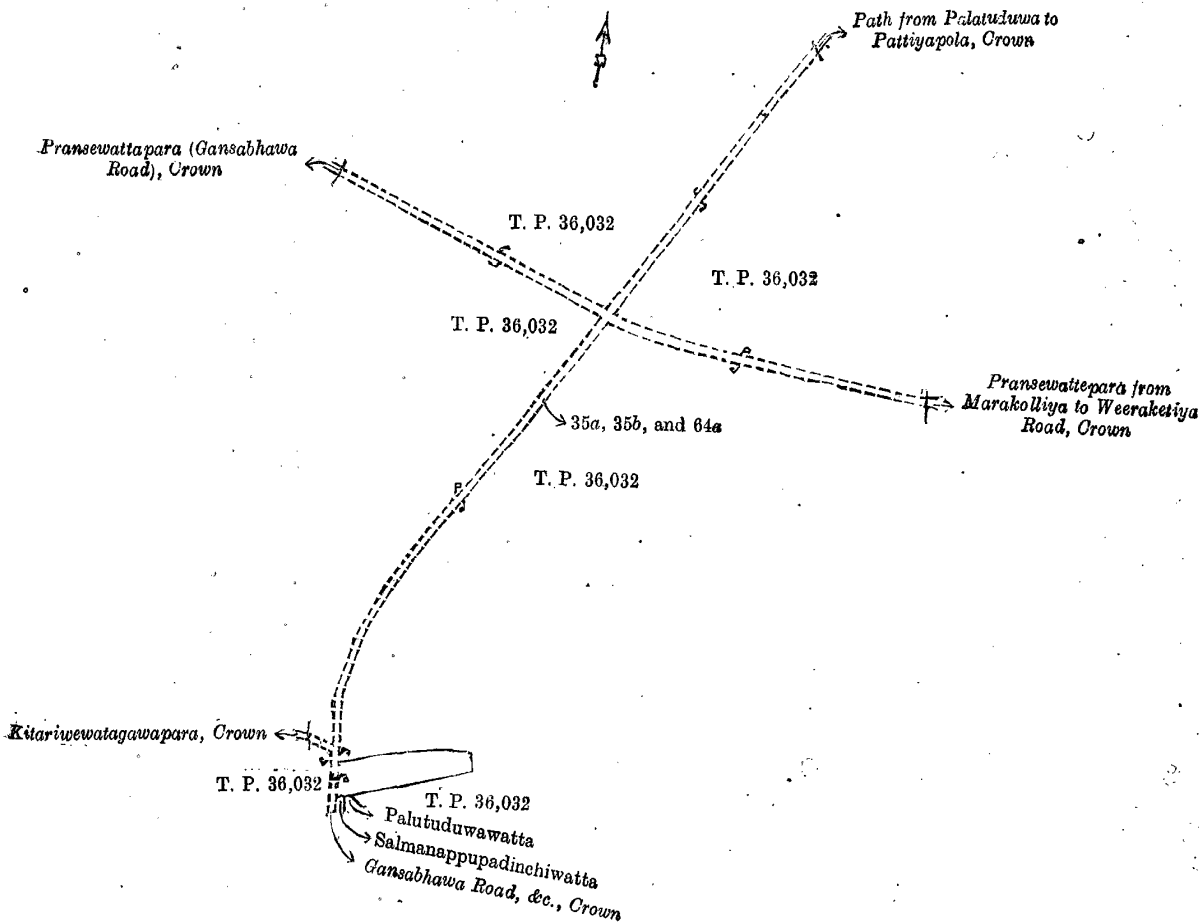 Path from Palatuduwa to
Pattiyapola, Crown
Pransewattapara (Gansabhawa
Road), Crown
T. P. 36,032
T. P. 36,032
T. P. 36,032
Pransewattepara from
Marakolliya to Weeraketiya
Road, Crown
35a, 35b, and 64a
T. P. 36,032
Kitariwewatagawapara, Crown
T. P. 36,032
T. P. 36,032
Palutuduwawatta
Salmanappupadinchiwatta
Gansabhawa Road, &c., Crown